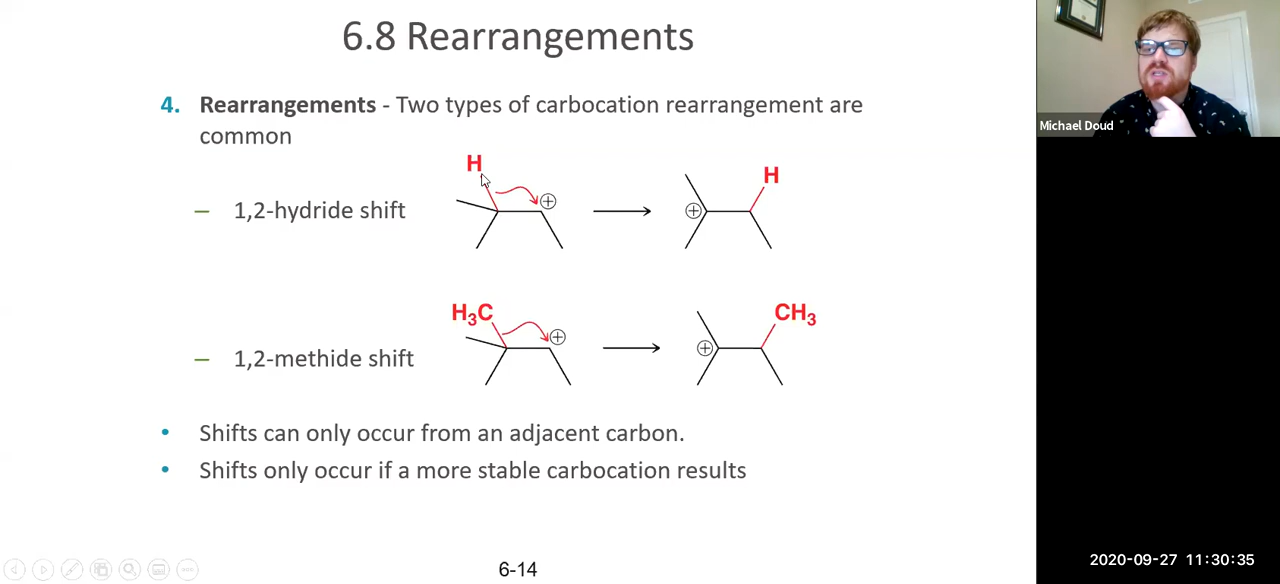 6.8 Rearrangements
4. Rearrangements - Two types of carbocation rearrangement are
common
– 1,2-hydride shift
H
⊕
⊕
H
– 1,2-methide shift
H₃C
⊕
⊕
CH₃
• Shifts can only occur from an adjacent carbon.
• Shifts only occur if a more stable carbocation results
6-14
Michael Doud
2020-09-27 11:30:35